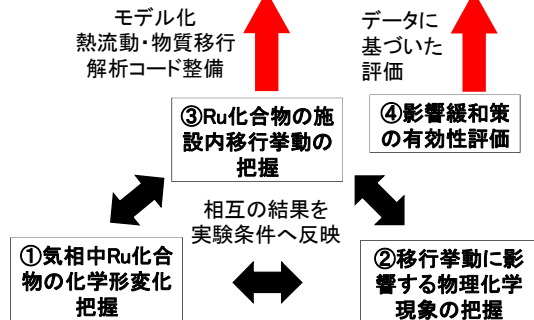 モデル化
熱流動・物質移行
解析コード整備
データに
基づいた
評価
③Ru化合物の施
設内移行挙動の
把握
④影響緩和策
の有効性評価
相互の結果を
実験条件へ反映
①気相中Ru化合
物の化学形変化
把握
②移行挙動に影
響する物理化学
現象の把握